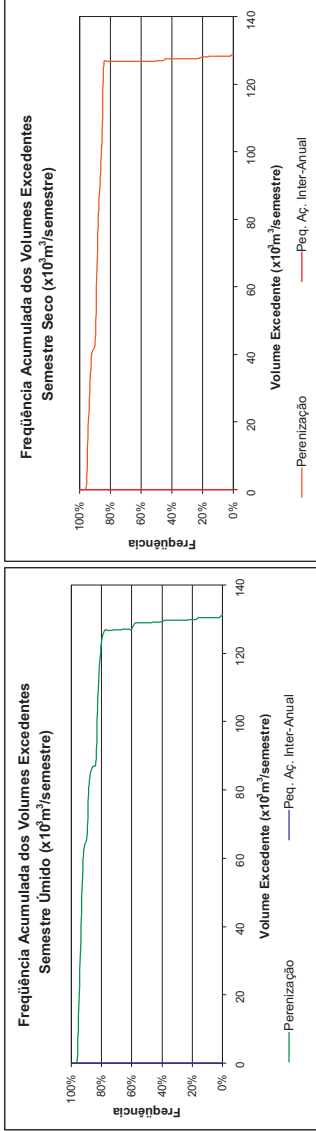 Freqüência Acumulada dos Volumes Excedentes
Semestre Úmido (x10³m³/semestre)
Freqüência
100%
80%
60%
40%
20%
0%
0 20 40 60 80 100 120 140
Volume Excedente (x10³m³/semestre)
Perenização Peq. Aç. Inter-Anual
Freqüência Acumulada dos Volumes Excedentes
Semestre Seco (x10³m³/semestre)
Freqüência
100%
80%
60%
40%
20%
0%
0 20 40 60 80 100 120 140
Volume Excedente (x10³m³/semestre)
Perenização Peq. Aç. Inter-Anual